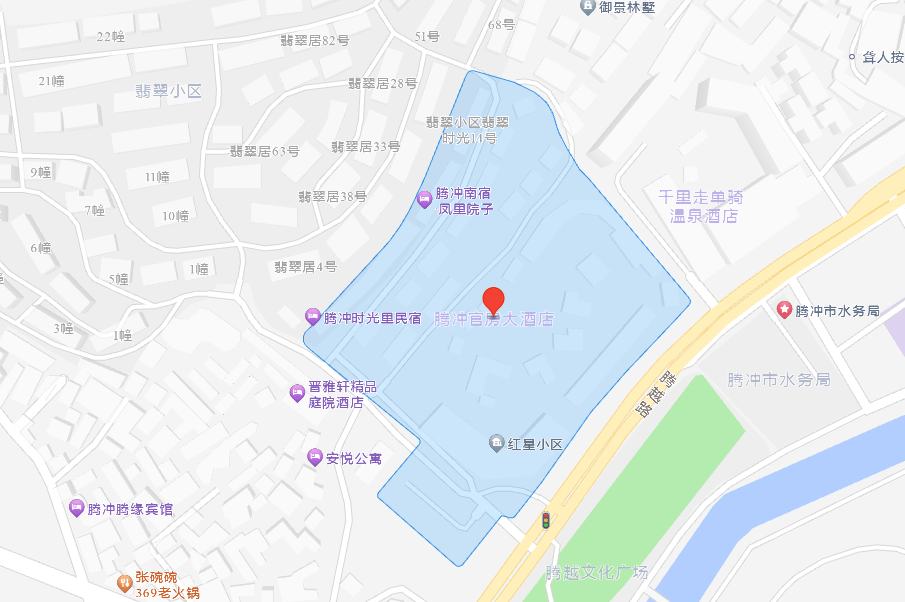 御景林墅
68号
22幢
51号
翡翠居82号
聋人按
21幢
翡翠居28号
翡翠小区
翡翠小区翡翠
时光14号
翡翠居63号
翡翠居33号
9幢
11幢
腾冲南宿
凤里院子
翡翠居38号
千里走单骑
温泉酒店
7幢
10幢
6幢
翡翠居4号
1幢
5幢
腾冲市水务局
腾冲时光里民宿
腾冲官房大酒店
3幢
1幢
腾越路
腾冲市水务局
晋雅轩精品
庭院酒店
红星小区
安悦公寓
腾冲腾缘宾馆
腾越文化广场
张碗碗
369老火锅